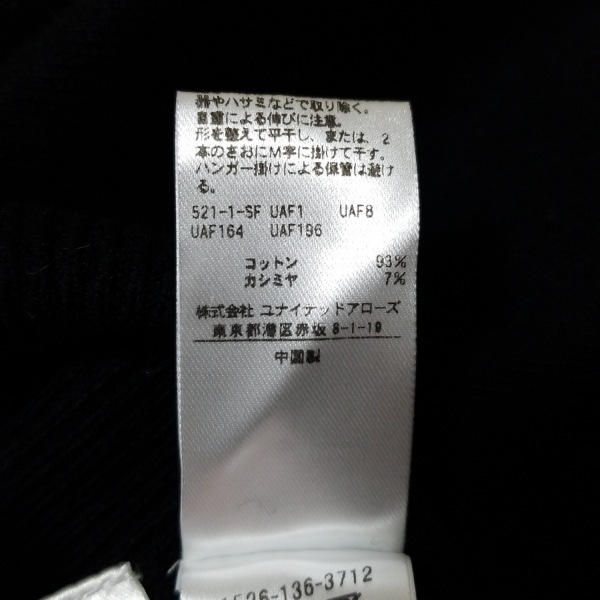 やハサミなどで取り除く。
自重による伸びに注意。
形を整えて平干し、または、2
本のさおにM字に掛けて干す。
ハンガー掛けによる保管は避け
る。
521-1-SF UAF1 UAF8
UAF164 UAF196
コットン 93%
カシミヤ 7%
株式会社 ユナイテッドアローズ
東京都港区赤坂 8-1-19
中国製
1526-136-3712